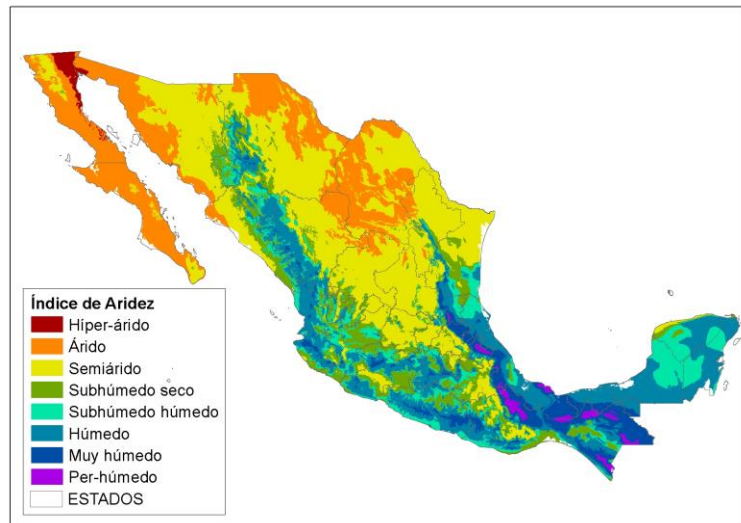 Índice de Aridez
Híper-árido
Árido
Semiárido
Subhúmedo seco
Subhúmedo húmedo
Húmedo
Muy húmedo
Per-húmedo
ESTADOS